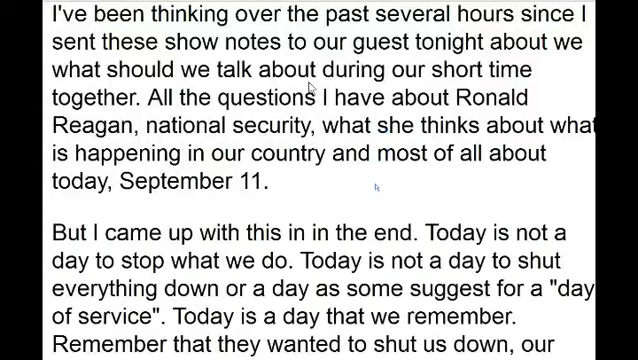 I've been thinking over the past several hours since I
sent these show notes to our guest tonight about we
what should we talk about during our short time
together. All the questions I have about Ronald
Reagan, national security, what she thinks about what
is happening in our country and most of all about
today, September 11.
But I came up with this in in the end. Today is not a
day to stop what we do. Today is not a day to shut
everything down or a day as some suggest for a "day
of service". Today is a day that we remember.
Remember that they wanted to shut us down, our